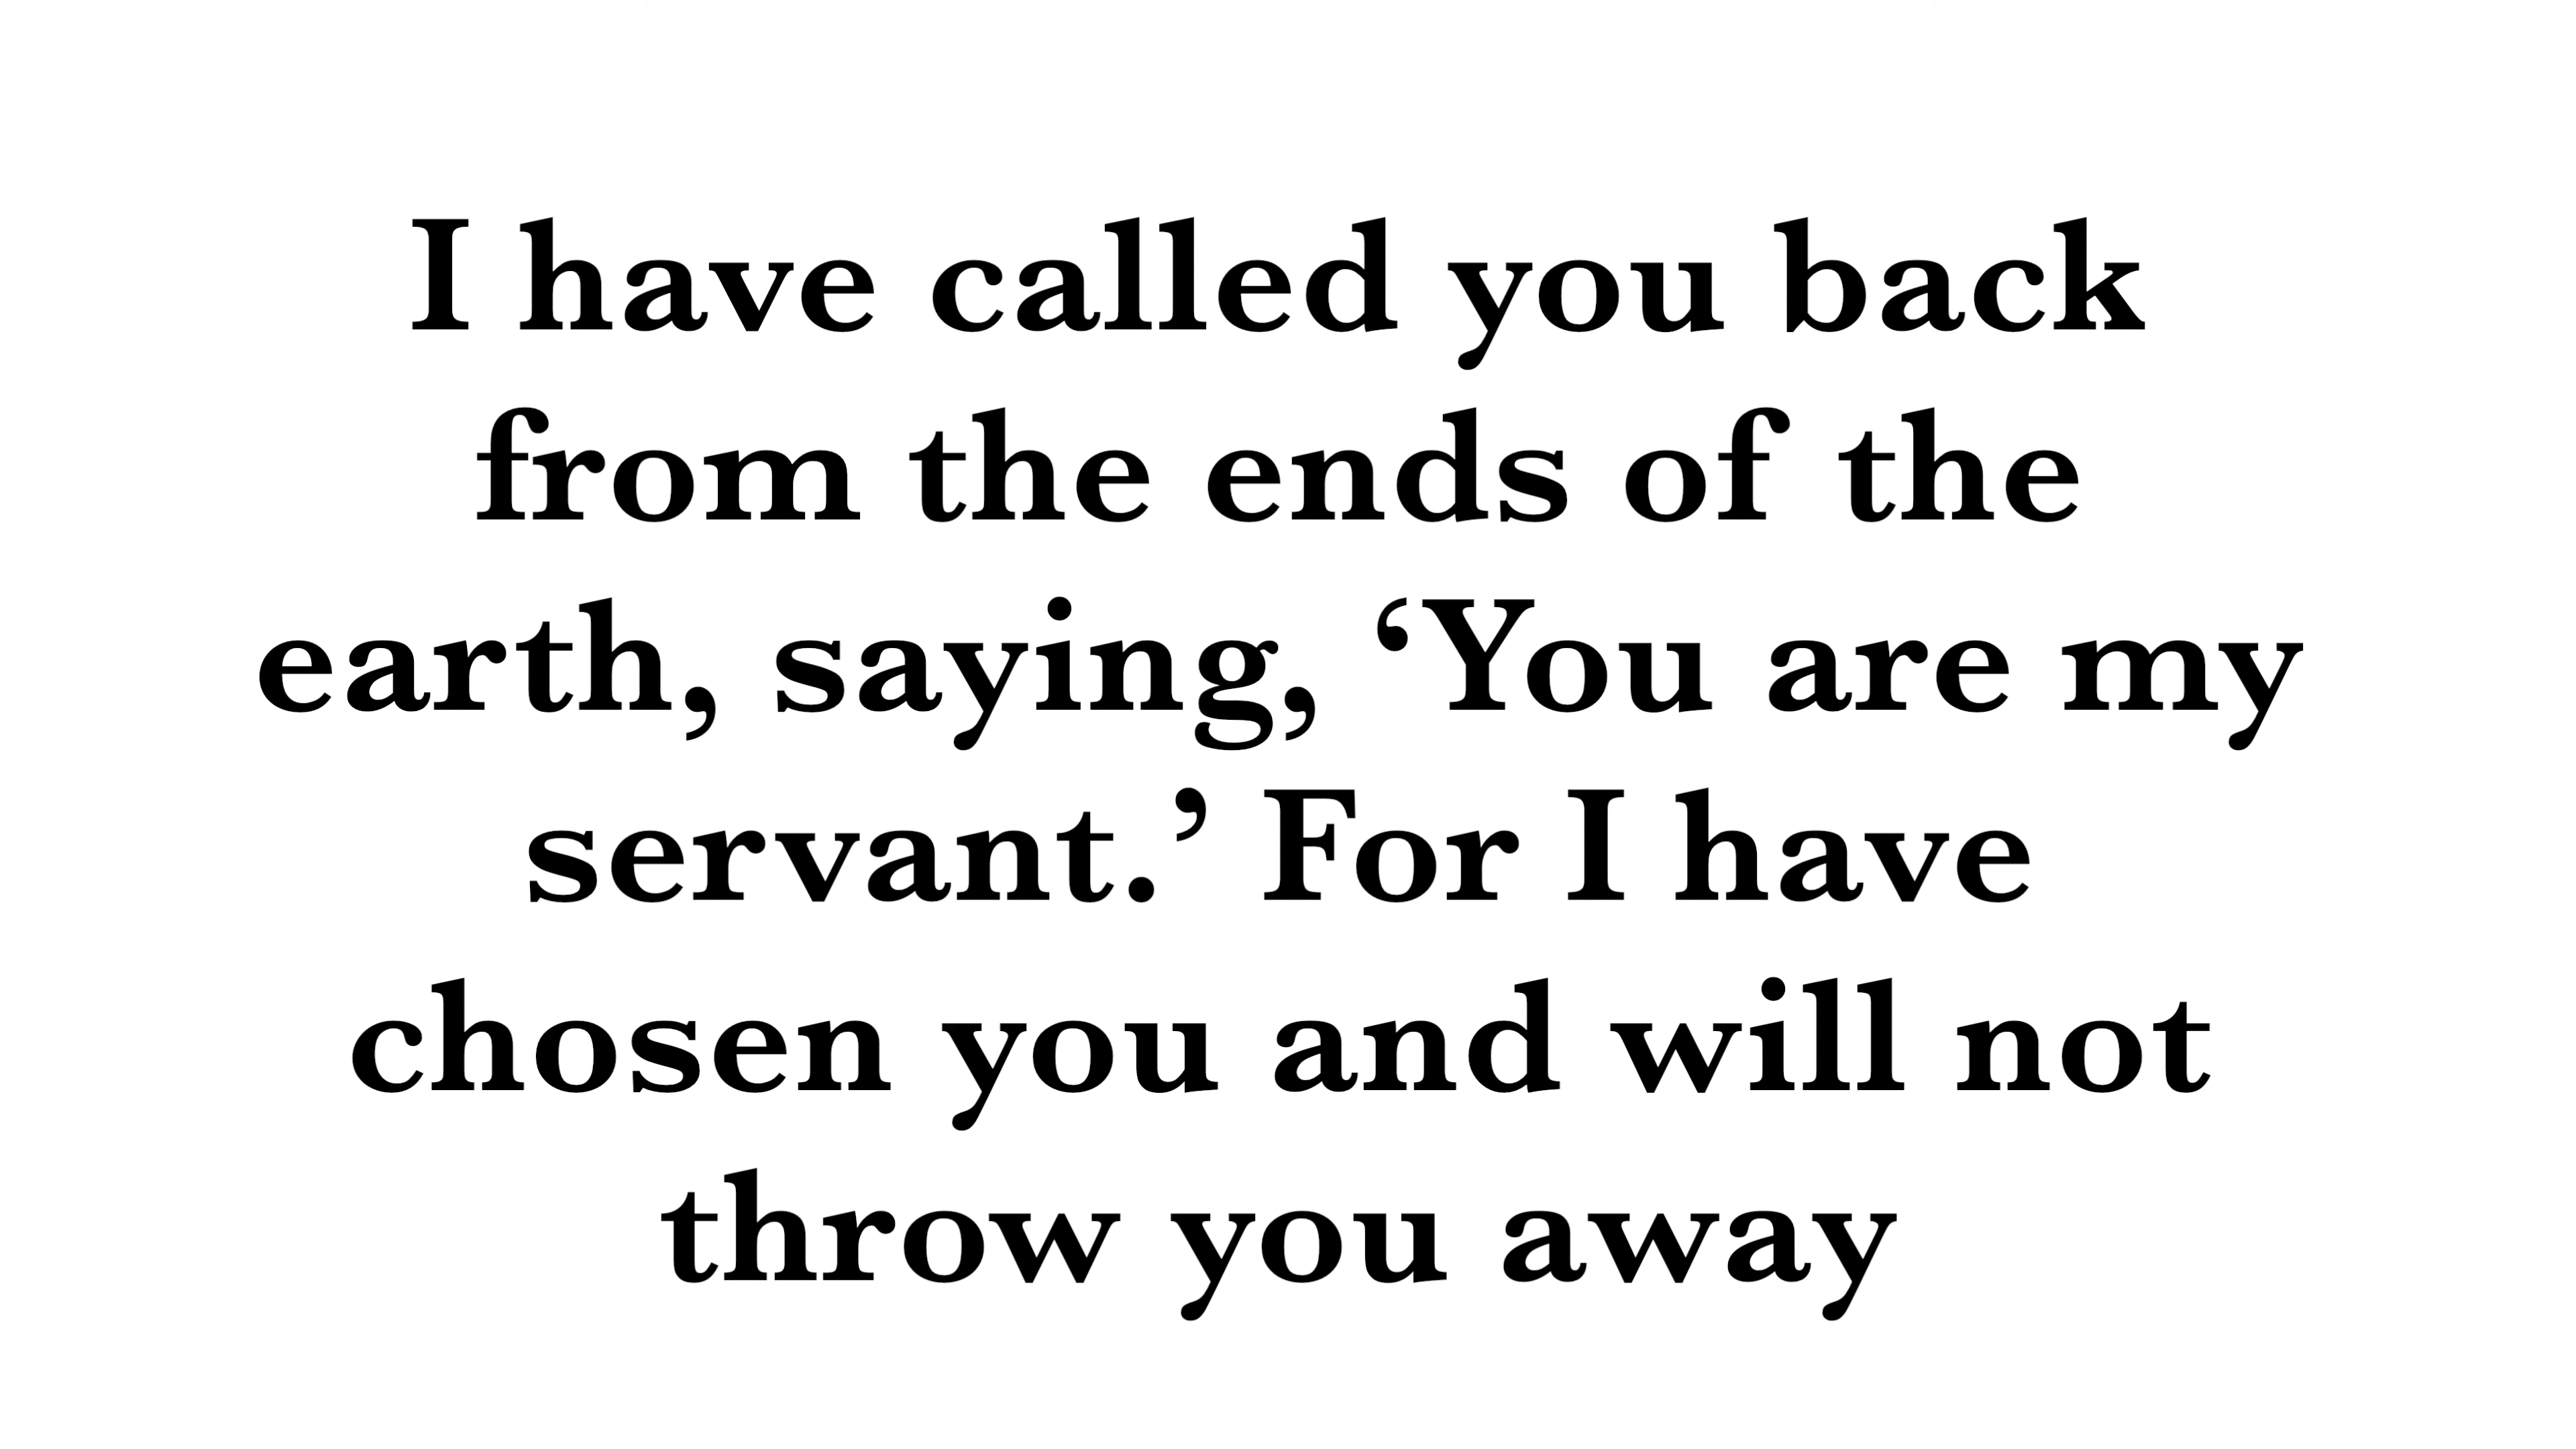 I have called you back
from the ends of the
earth, saying, ‘You are my
servant.’ For I have
chosen you and will not
throw you away